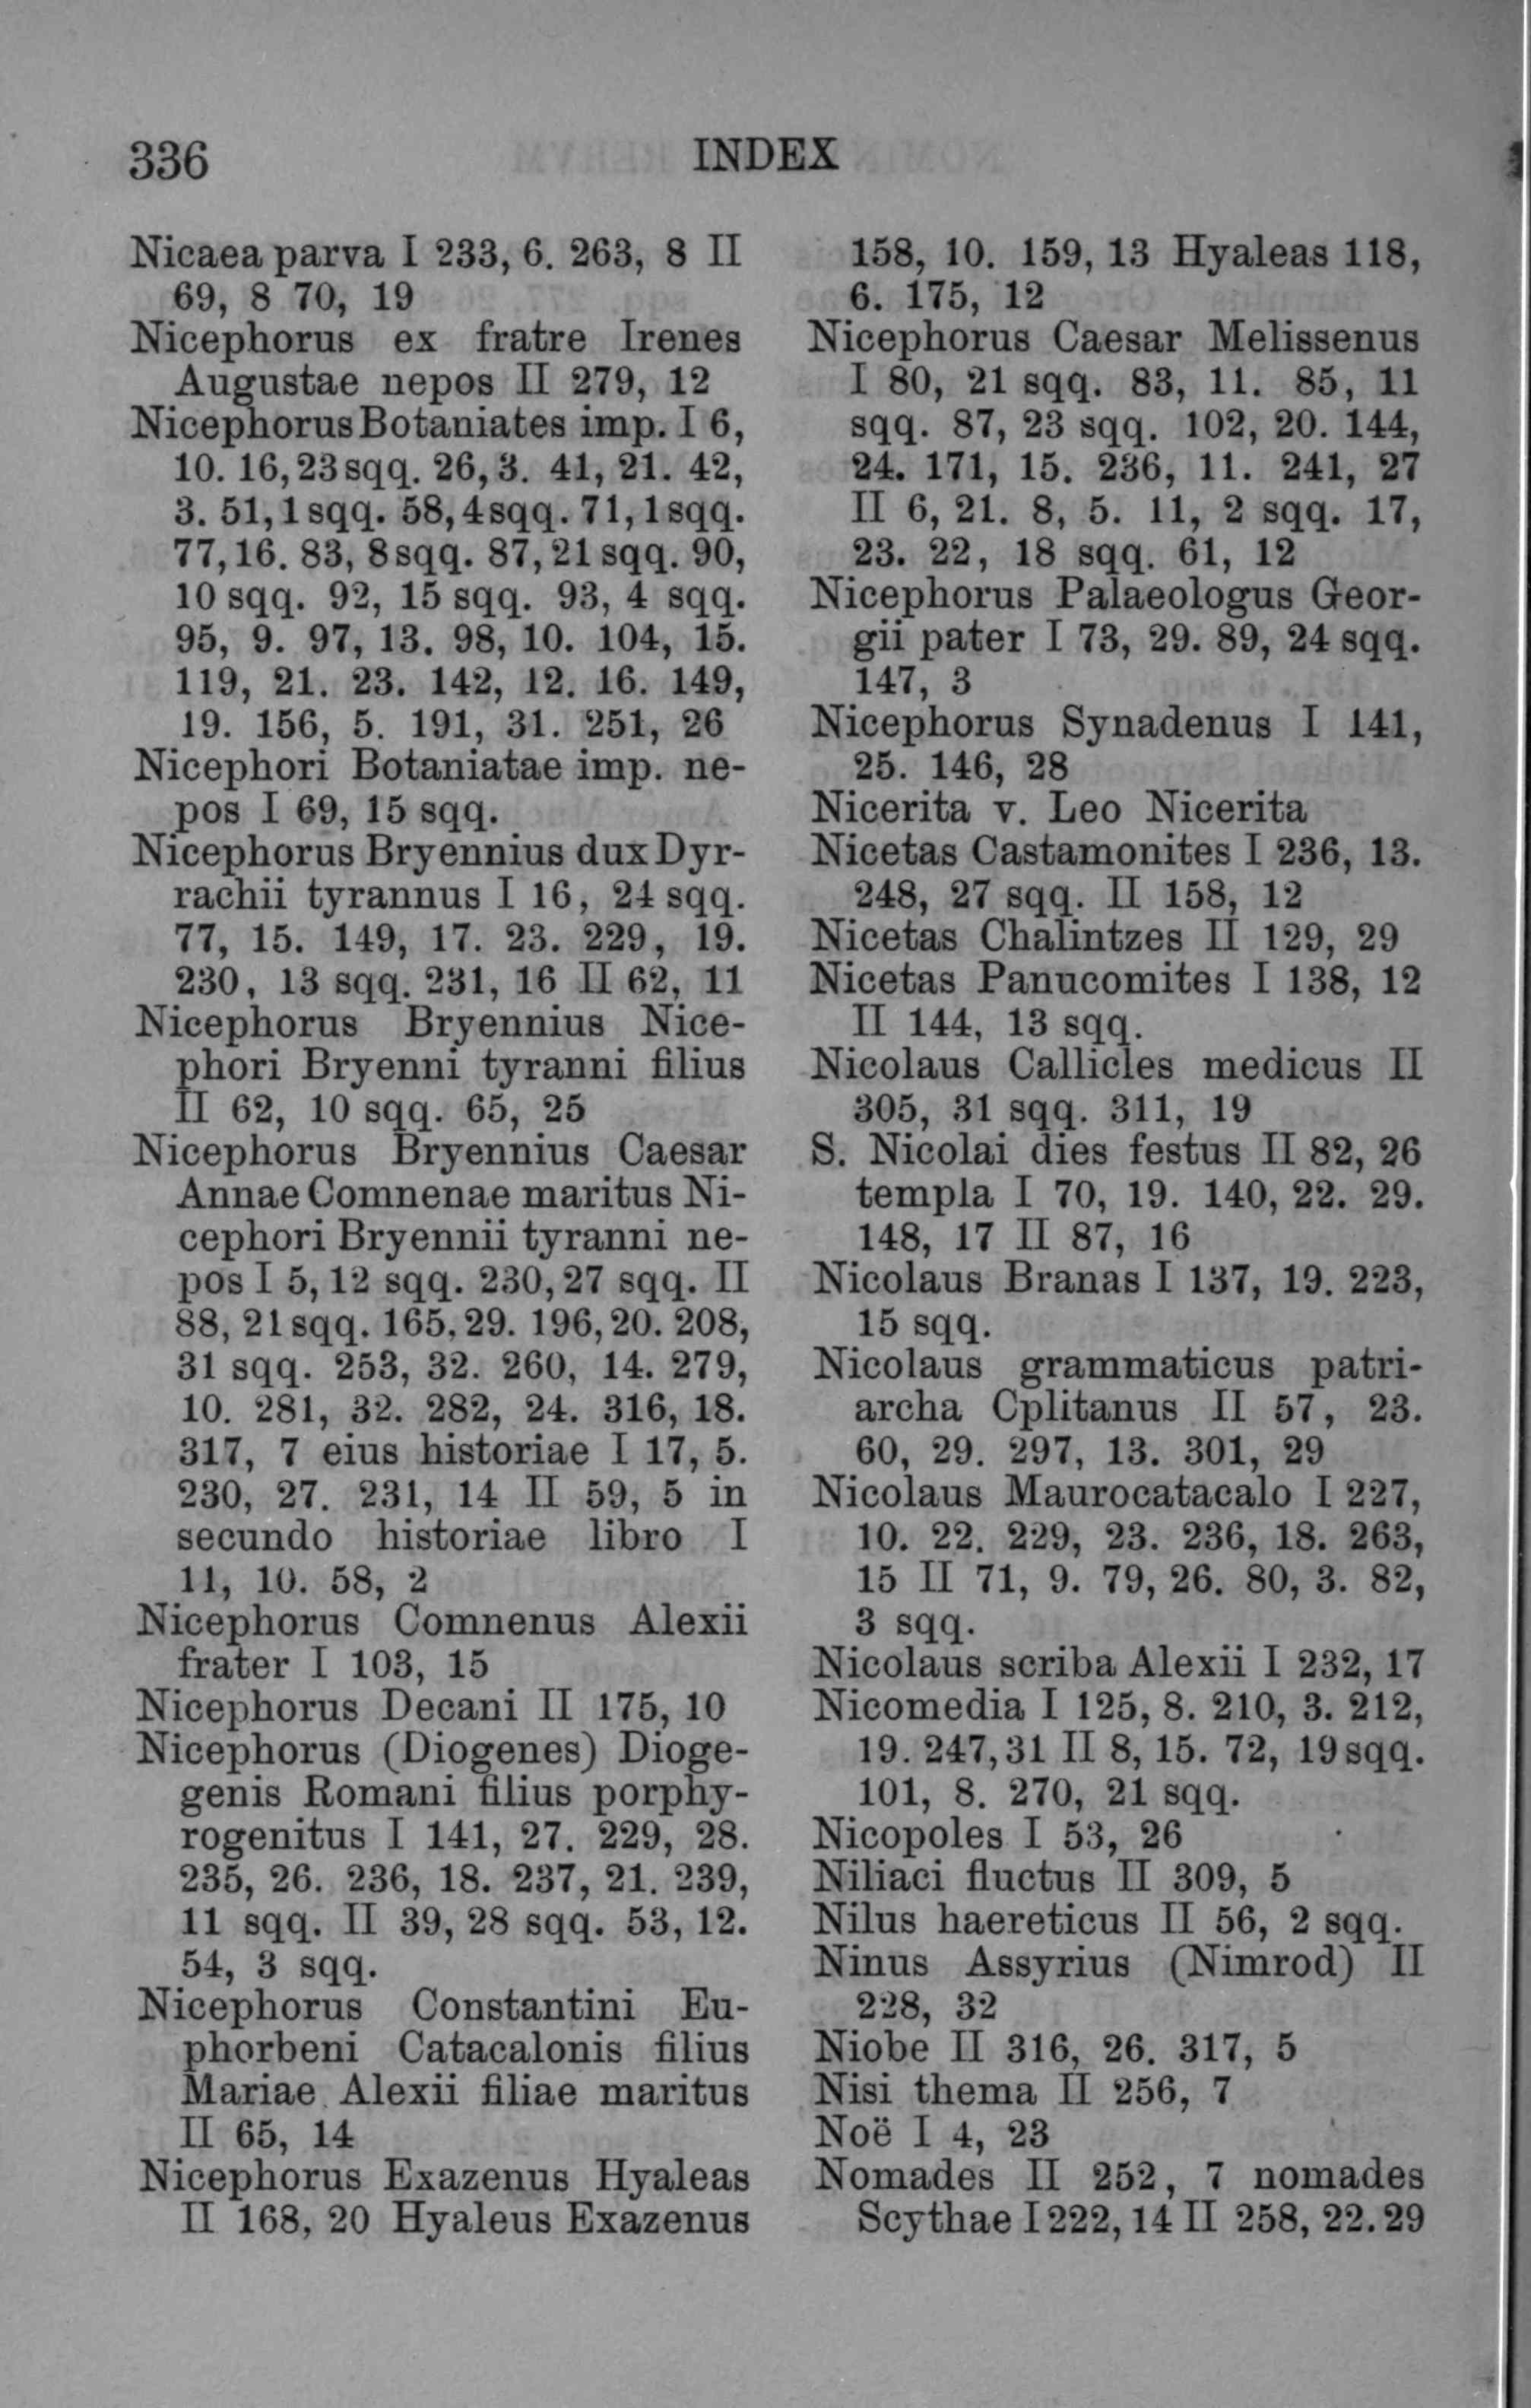 336
INDEX
Nicaea parva I 233, 6. 263, 8 II
69, 8 70, 19
Nicephorus ex fratre Irenes
Augustae nepos II 279, 12
Nicephorus Botaniates imp. I 6,
10. 16, 23 sqq. 26, 3. 41, 21. 42,
3. 51, 1 sqq. 58, 4 sqq. 71, 1 sqq.
77, 16. 83, 8 sqq. 87, 21 sqq. 90,
10 sqq. 92, 15 sqq. 93, 4 sqq.
95, 9. 97, 13. 98, 10. 104, 15.
119, 21. 23. 142, 12. 16. 149,
19. 156, 5. 191, 31. 251, 26
Nicephori Botaniatae imp. ne-
pos I 69, 15 sqq.
Nicephorus Bryennius dux Dyr-
rachii tyrannus I 16, 24 sqq.
77, 15. 149, 17. 23. 229, 19.
230, 13 sqq. 231, 16 II 62, 11
Nicephorus Bryennius Nice-
phori Bryenni tyranni filius
II 62, 10 sqq. 65, 25
Nicephorus Bryennius Caesar
Annae Comnenae maritus Ni-
cephori Bryennii tyranni ne-
pos I 5, 12 sqq. 230, 27 sqq. II
88, 21 sqq. 165, 29. 196, 20. 208,
31 sqq. 253, 32. 260, 14. 279,
10. 281, 32. 282, 24. 316, 18.
317, 7 eius historiae I 17, 5.
230, 27. 231, 14 II 59, 5 in
secundo historiae libro I
11, 10. 58, 2
Nicephorus Comnenus Alexii
frater I 103, 15
Nicephorus Decani II 175, 10
Nicephorus (Diogenes) Dioge-
genis Romani filius porphy-
rogenitus I 141, 27. 229, 28.
235, 26. 236, 18. 237, 21. 239,
11 sqq. II 39, 28 sqq. 53, 12.
54, 3 sqq.
Nicephorus Constantini Eu-
phorbeni Catacalonis filius
Mariae Alexii filiae maritus
II 65, 14
Nicephorus Exazenus Hyaleas
II 168, 20 Hyaleus Exazenus
158, 10. 159, 13 Hyaleas 118,
6. 175, 12
Nicephorus Caesar Melissenus
I 80, 21 sqq. 83, 11. 85, 11
sqq. 87, 23 sqq. 102, 20. 144,
24. 171, 15. 236, 11. 241, 27
II 6, 21. 8, 5. 11, 2 sqq. 17,
23. 22, 18 sqq. 61, 12
Nicephorus Palaeologus Geor-
gii pater I 73, 29. 89, 24 sqq.
147, 3
Nicephorus Synadenus I 141,
25. 146, 28
Nicerita v. Leo Nicerita
Nicetas Castamonites I 236, 13.
248, 27 sqq. II 158, 12
Nicetas Chalintzes II 129, 29
Nicetas Panucomites I 138, 12
II 144, 13 sqq.
Nicolaus Callicles medicus II
305, 31 sqq. 311, 19
S. Nicolai dies festus II 82, 26
templa I 70, 19. 140, 22. 29.
148, 17 II 87, 16
Nicolaus Branas I 137, 19. 223,
15 sqq.
Nicolaus grammaticus patri-
archa Cplitanus II 57, 23.
60, 29. 297, 13. 301, 29
Nicolaus Maurocatacalo I 227,
10. 22. 229, 23. 236, 18. 263,
15 II 71, 9. 79, 26. 80, 3. 82,
3 sqq.
Nicolaus scriba Alexii I 232, 17
Nicomedia I 125, 8. 210, 3. 212,
19. 247, 31 II 8, 15. 72, 19 sqq.
101, 8. 270, 21 sqq.
Nicopoles I 53, 26
Niliaci fluctus II 309, 5
Nilus haereticus II 56, 2 sqq.
Ninus Assyrius (Nimrod) II
228, 32
Niobe II 316, 26. 317, 5
Nisi thema II 256, 7
Noë I 4, 23
Nomades II 252, 7 nomades
Scythae I 222, 14 II 258, 22. 29